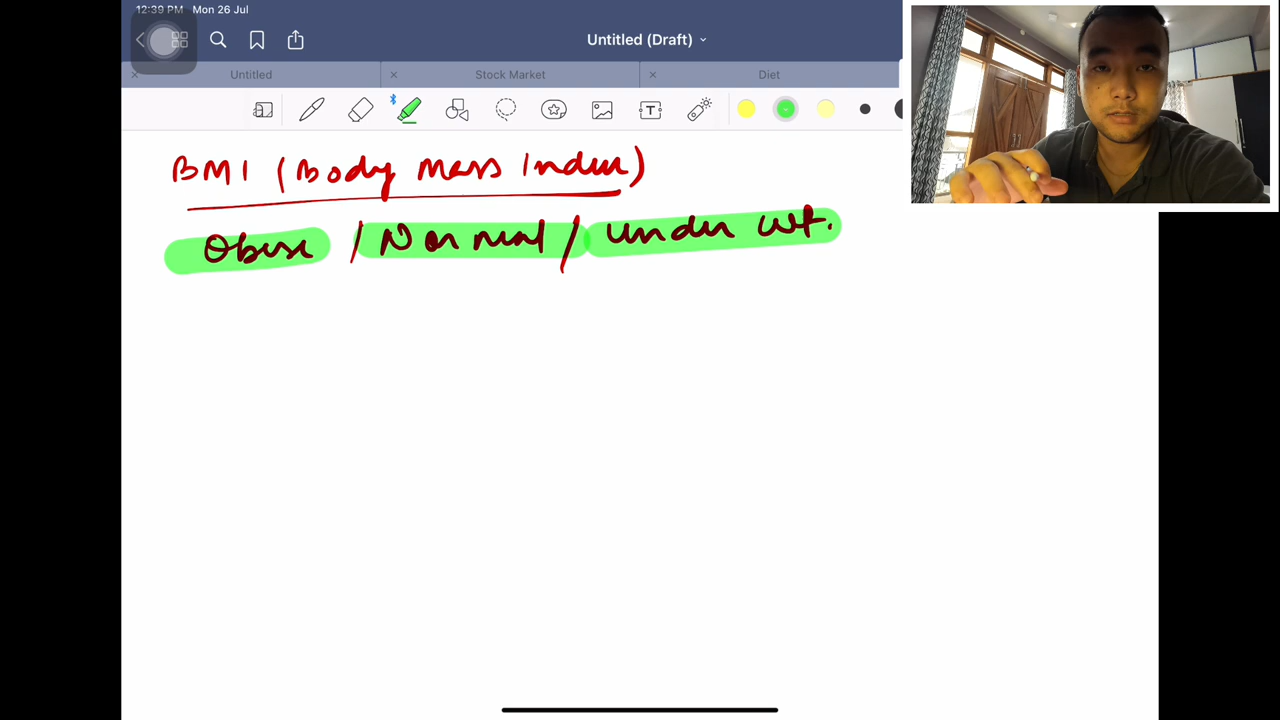 12:39 PM Mon 26 Jul
Untitled (Draft)
Untitled Stock Market Diet
BMI (Body Mass Index)
Obese / Normal / under wt.